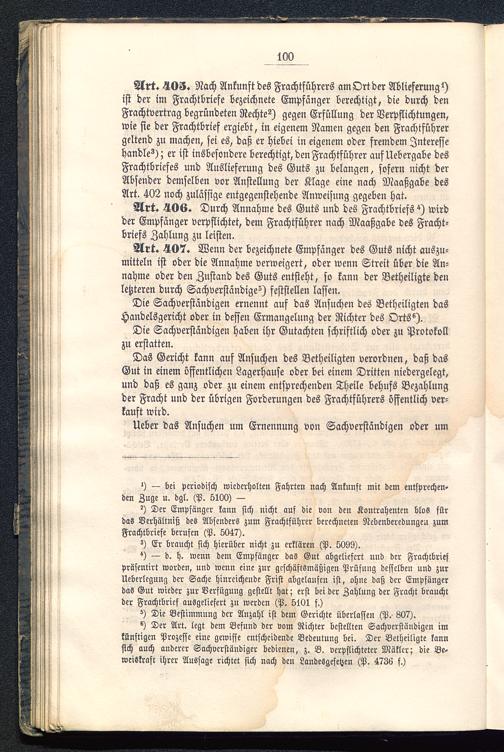 100
Art. 405. Nach Ankunft des Frachtführers am Ort der Ablieferung¹)
ist der im Frachtbriefe bezeichnete Empfänger berechtigt, die durch den
Frachtvertrag begründeten Rechte²) gegen Erfüllung der Verpflichtungen,
wie sie der Frachtbrief ergiebt, in eigenem Namen gegen den Frachtführer
geltend zu machen, sei es, daß er hiebei in eigenem oder fremdem Interesse
handle³); er ist insbesondere berechtigt, den Frachtführer auf Uebergabe des
Frachtbriefes und Auslieferung des Guts zu belangen, sofern nicht der
Absender demselben vor Anstellung der Klage eine nach Maaßgabe des
Art. 402 noch zulässige entgegenstehende Anweisung gegeben hat.
Art. 406. Durch Annahme des Guts und des Frachtbriefs⁴) wird
der Empfänger verpflichtet, dem Frachtführer nach Maaßgabe des Fracht-
briefs Zahlung zu leisten.
Art. 407. Wenn der bezeichnete Empfänger des Guts nicht auszu-
mitteln ist oder die Annahme verweigert, oder wenn Streit über die An-
nahme oder den Zustand des Guts entsteht, so kann der Betheiligte den
letzteren durch Sachverständige⁵) feststellen lassen.
Die Sachverständigen ernennt auf das Ansuchen des Betheiligten das
Handelsgericht oder in dessen Ermangelung der Richter des Orts⁶).
Die Sachverständigen haben ihr Gutachten schriftlich oder zu Protokoll
zu erstatten.
Das Gericht kann auf Ansuchen des Betheiligten verordnen, daß das
Gut in einem öffentlichen Lagerhause oder bei einem Dritten niedergelegt,
und daß es ganz oder zu einem entsprechenden Theile behufs Bezahlung
der Fracht und der übrigen Forderungen des Frachtführers öffentlich ver-
kauft wird.
Ueber das Ansuchen um Ernennung von Sachverständigen oder um
¹) — bei periodisch wiederholten Fahrten nach Ankunft mit dem entsprechen-
den Zuge u. dgl. (P. 5100) —
²) Der Empfänger kann sich nicht auf die von den Kontrahenten blos für
das Verhältniß des Absenders zum Frachtführer berechneten Nebenberedungen zum
Frachtbriefe berufen (P. 5047).
³) Er braucht sich hierüber nicht zu erklären (P. 5099).
⁴) — d. h. wenn dem Empfänger das Gut abgeliefert und der Frachtbrief
präsentirt worden, und wenn eine zur geschäftsmäßigen Prüfung desselben und zur
Ueberlegung der Sache hinreichende Frist abgelaufen ist, ohne daß der Empfänger
das Gut wieder zur Verfügung gestellt hat; erst bei der Zahlung der Fracht braucht
der Frachtbrief ausgeliefert zu werden (P. 5101 f.)
⁵) Die Bestimmung der Anzahl ist dem Gerichte überlassen (P. 807).
⁶) Der Art. legt dem Befund der vom Richter bestellten Sachverständigen im
künftigen Prozesse eine gewisse entscheidende Bedeutung bei. Der Betheiligte kann
sich auch anderer Sachverständiger bedienen, z. B. verpflichteter Mäkler; die Be-
weiskraft ihrer Aussage richtet sich nach den Landesgesetzen (P. 4736 f.)